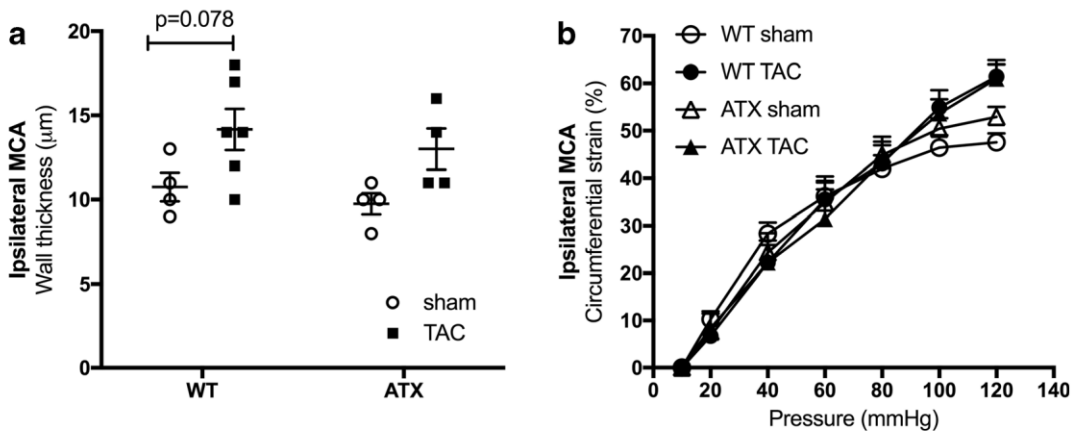 a
p=0.078
Ipsilateral MCA
Wall thickness (μm)
20
15
10
5
0
sham
TAC
WT
ATX
b
Ipsilateral MCA
Circumferential strain (%)
70
60
50
40
30
20
10
0
WT sham
WT TAC
ATX sham
ATX TAC
0 20 40 60 80 100 120 140
Pressure (mmHg)